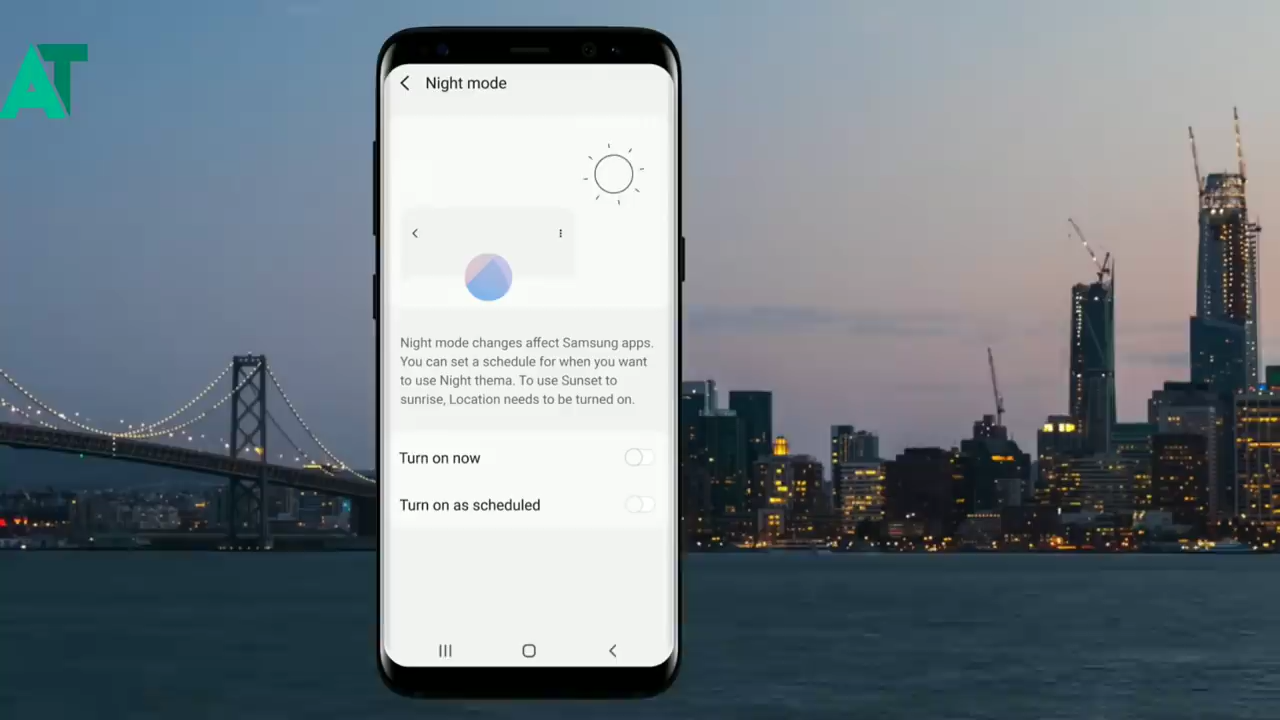 AT
Night mode
Night mode changes affect Samsung apps.
You can set a schedule for when you want
to use Night thema. To use Sunset to
sunrise, Location needs to be turned on.
Turn on now
Turn on as scheduled